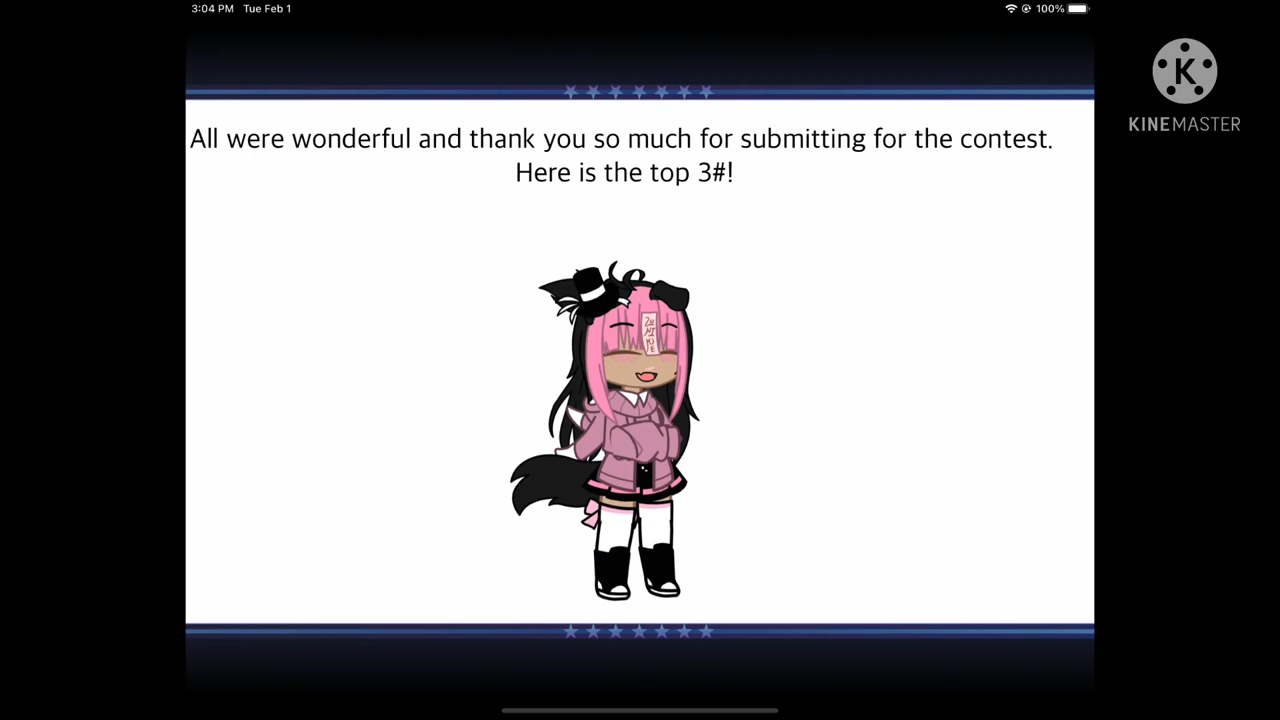 3:04 PM Tue Feb 1
100%
KINEMASTER
All were wonderful and thank you so much for submitting for the contest.
Here is the top 3#!